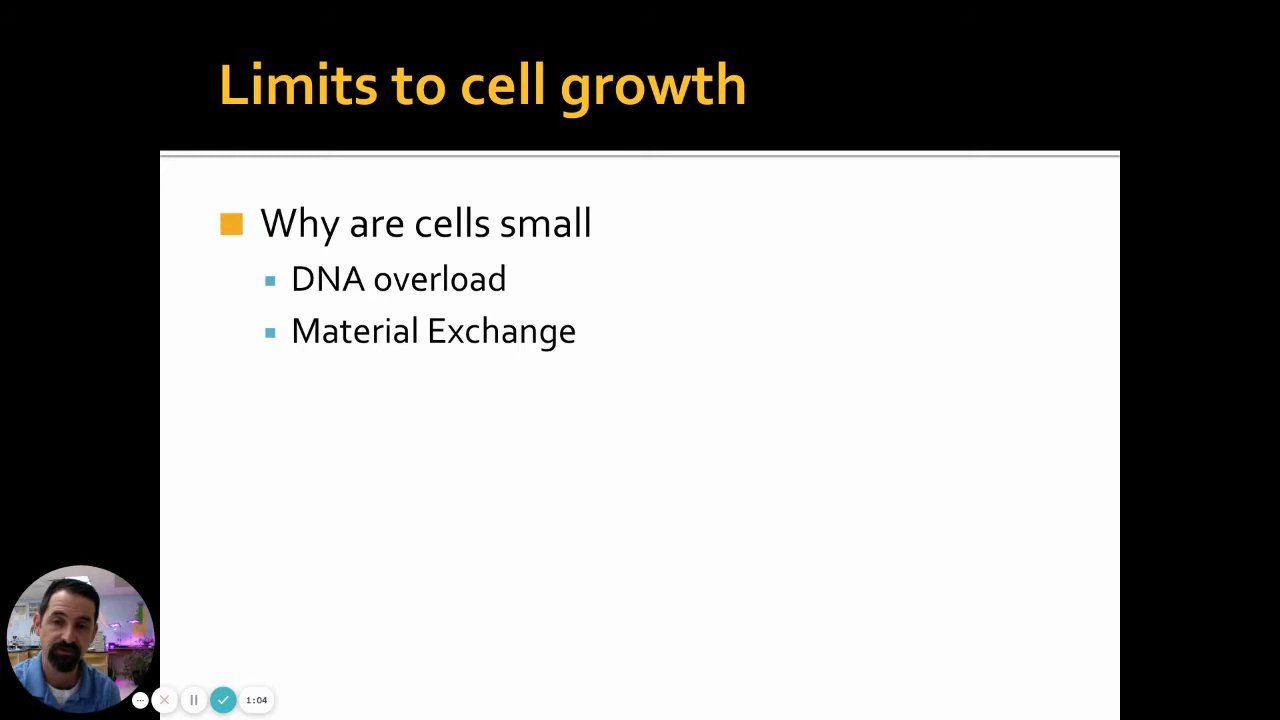 Limits to cell growth
Why are cells small
DNA overload
Material Exchange
1:04